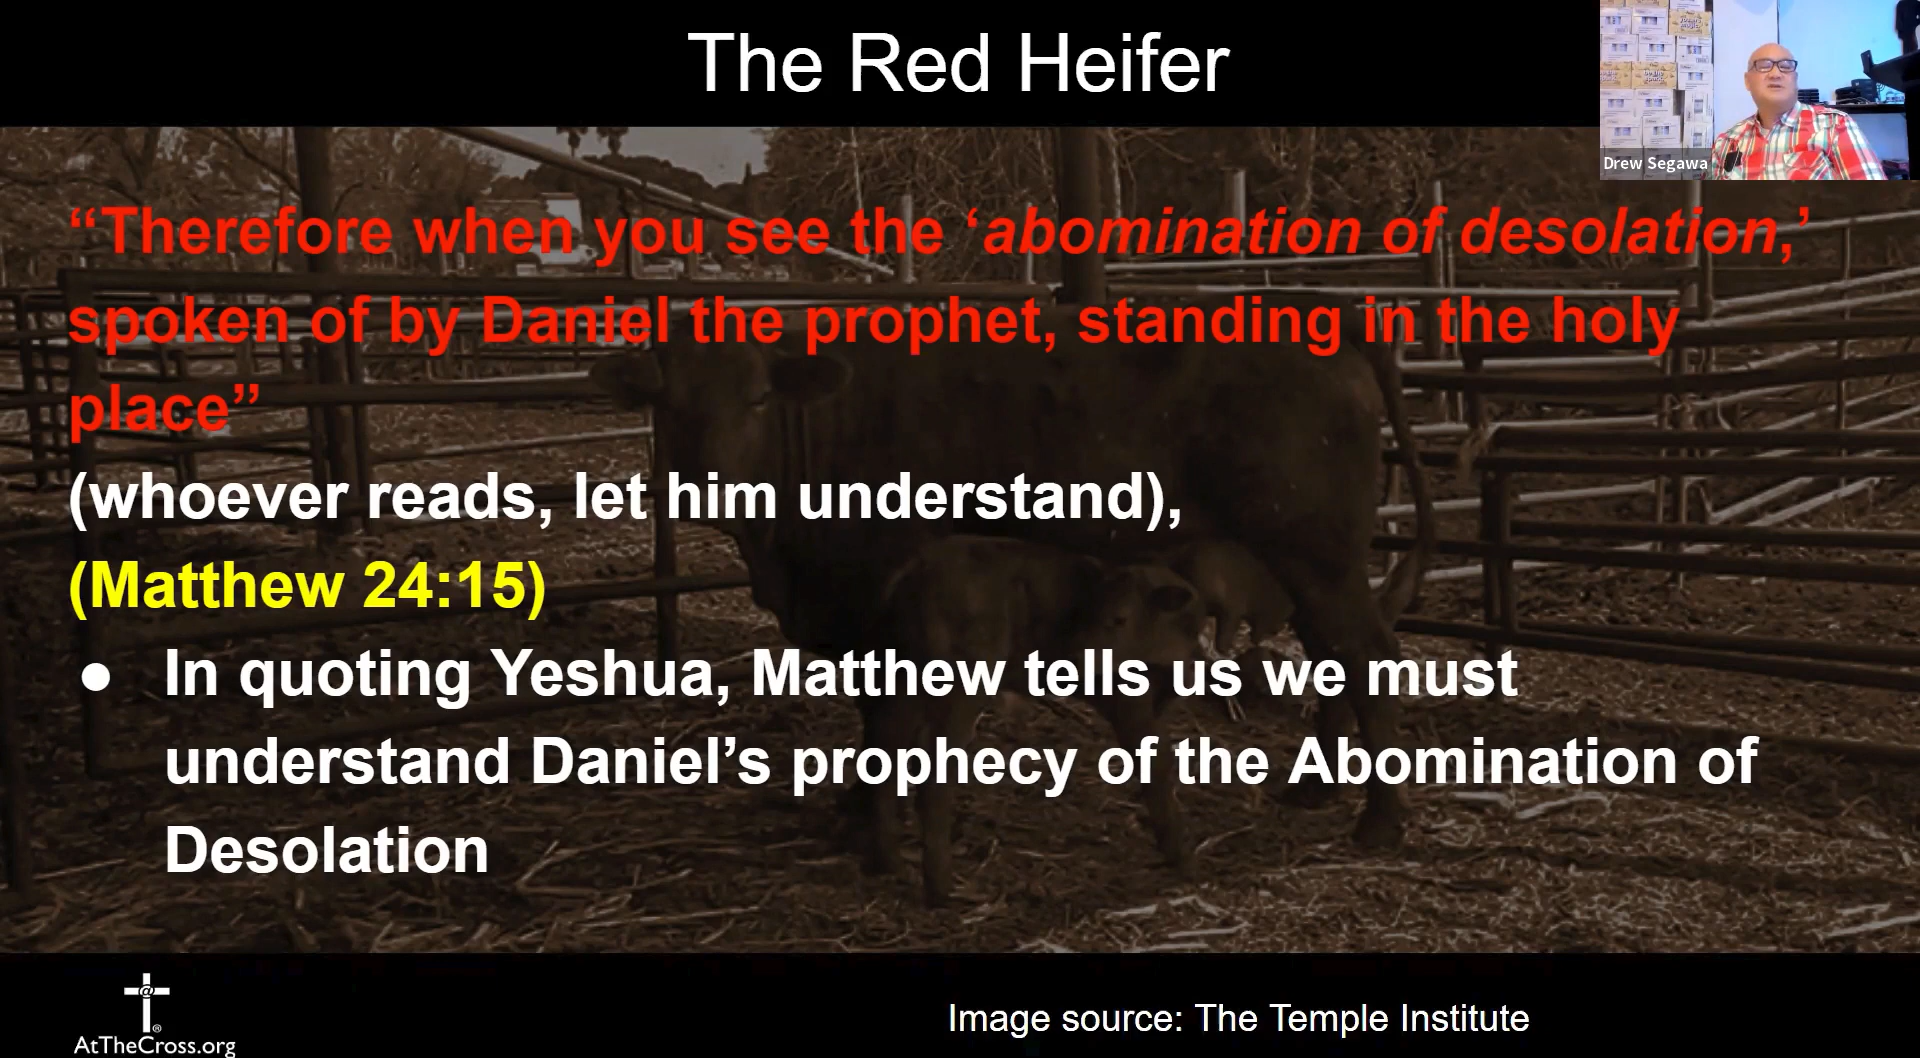 The Red Heifer
Drew Segawa
“Therefore when you see the ‘abomination of desolation,’
spoken of by Daniel the prophet, standing in the holy
place”
(whoever reads, let him understand),
(Matthew 24:15)
● In quoting Yeshua, Matthew tells us we must
understand Daniel’s prophecy of the Abomination of
Desolation
@
®
AtTheCross.org
Image source: The Temple Institute